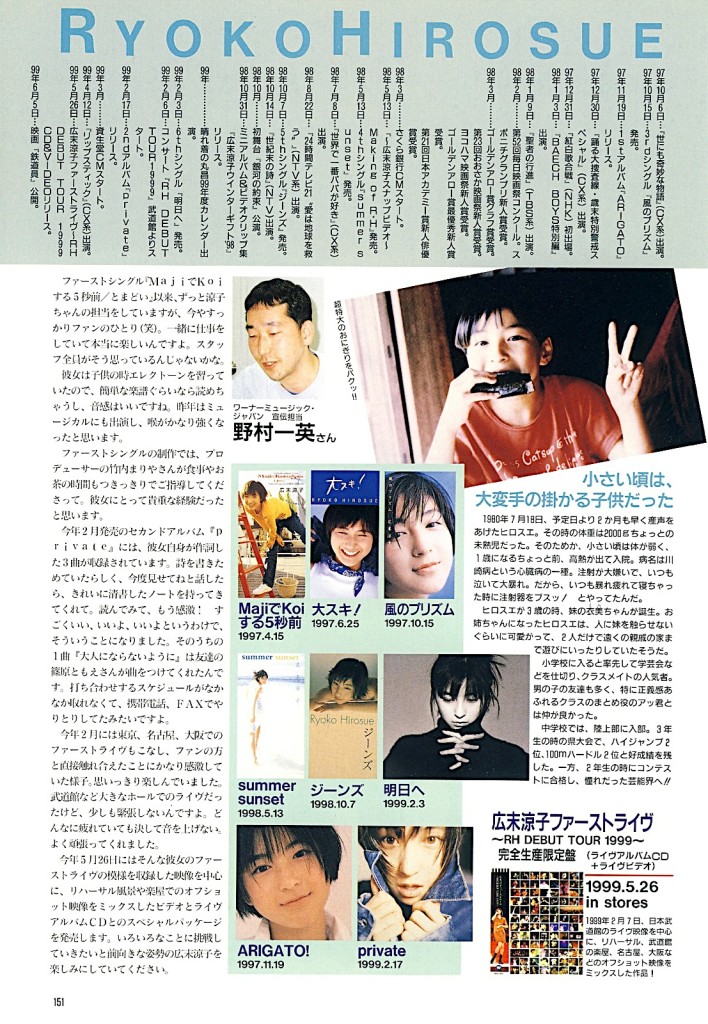 RYOKO HIROSUE
97年10月6日…「世にも奇妙な物語」(CX系)出演。
97年10月15日…3rdシングル「風のプリズム」
発売。
97年11月19日…1stアルバム「ARIGATO!」
リリース。
97年12月30日…「踊る大捜査線・歳末特別警戒ス
ペシャル」(CX系)出演。
97年12月31日…「紅白歌合戦」(NHK)初出場。
98年1月3日…「BEACH BOYS特別編」
出演。
98年1月9日…「聖者の行進」(TBS系)出演。
98年2月…第52回毎日映画祭コンクール・ス
ポニチグランプリ新人賞受賞。
ゴールデンアロー賞グラフ賞受賞。
98年3月…第23回おおさか映画祭新人賞受賞。
ヨコハマ映画祭新人賞受賞。
ゴールデンアロー賞最優秀新人賞
受賞。
第21回日本アカデミー賞新人俳優
賞受賞。
98年3月…さくら銀行CMスタート。
98年5月13日…「〜広末涼子スナップビデオ〜
Making of R・H」発売。
98年5月13日…4thシングル「summer s
unset」発売。
98年7月8日…「世界で一番パパが好き」(CX系)
出演。
98年8月22日…「24時間テレビ21 “愛は地球を救
う”」(NTV系)出演。
98年10月7日…5thシングル「ジーンズ」発売。
98年10月14日…「世紀末の詩」(NTV)出演。
98年10月…初舞台「銀河の約束」公演。
98年10月31日…ミニアルバム&ビデオクリップ集
「広末涼子ウインターギフト'98」
リリース。
99年…晴れ着の丸昌99年度カレンダー出
演。
99年2月3日…6thシングル「明日へ」発売。
99年2月6日…コンサート「RH DEBUT
TOUR1999」武道館よりス
タート。
99年2月17日…2ndアルバム「private」
リリース。
99年3月…資生堂CMスタート。
99年4月12日…「リップスティック」(CX系)出演。
99年5月26日…広末涼子ファーストライヴ〜RH
DEBUT TOUR 1999
CD&VIDEOリリース。
99年6月5日…映画「鉄道員」公開。
ファーストシングル『MajiでKoi
する5秒前/とまどい』以来、ずっと涼子
ちゃんの担当をしていますが、今やすっ
かりファンのひとり(笑)。一緒に仕事を
していて本当に楽しいんですよ。スタッ
フ全員がそう思っているんじゃないかな。
彼女は子供の時エレクトーンを習って
いたので、簡単な楽譜ぐらいなら読めち
ゃうし、音感はいいですね。昨年はミュ
ージカルにも出演し、喉がかなり強くな
ったと思います。
ファーストシングルの制作では、プロ
デューサーの竹内まりやさんが食事やお
茶の時間もつきっきりでご指導してくだ
さって。彼女にとって貴重な経験だった
と思います。
今年2月発売のセカンドアルバム『p
rivate』には、彼女自身が作詞し
た3曲が収録されています。詩を書きた
めていたらしく、今度見せてねと話した
ら、きれいに清書したノートを持ってき
てくれて。読んでみて、もう感激! す
ごくいい、いいよ、いいよというわけで、
そういうことになりました。そのうちの
1曲『大人にならないように』は友達の
篠原ともえさんが曲をつけてくれたんで
す。打ち合わせするスケジュールがなか
なか取れなくて、携帯電話、FAXでや
りとりしてたみたいですよ。
今年2月には東京、名古屋、大阪での
ファーストライヴもこなし、ファンの方
と直接触れ合えたことにかなり感激して
いた様子。思いっきり楽しんでいました。
武道館など大きなホールでのライヴだっ
たけど、少しも緊張しないんですよ。ど
んなに疲れていても決して音を上げない。
よく頑張ってくれました。
今年5月26日にはそんな彼女のファー
ストライヴの模様を収録した映像を中心
に、リハーサル風景や楽屋でのオフショ
ット映像をミックスしたビデオとライヴ
アルバムCDとのスペシャルパッケージ
を発売します。いろいろなことに挑戦し
ていきたいと前向きな姿勢の広末涼子を
楽しみにしていてください。
ワーナーミュージック・
ジャパン 宣伝担当
野村一英さん
超特大のおにぎりをパクッ!!
小さい頃は、
大変手の掛かる子供だった
1980年7月18日、予定日より2か月も早く産声を
あげたヒロスエ。その時の体重は2000gちょっとの
未熟児だった。そのためか、小さい頃は体が弱く、
1歳になるちょっと前、高熱が出て入院。病名は川
崎病という心臓病の一種。注射が大嫌いで、いつも
泣いて大暴れ。だから、いつも暴れ疲れて寝ちゃっ
た時に注射器をブスッ! とやってたんだ。
ヒロスエが3歳の時、妹の衣美ちゃんが誕生。お
姉ちゃんになったヒロスエは、人に妹を触らせない
ぐらいに可愛がって、2人だけで遠くの親戚の家ま
で遊びにいったりしていたそうだ。
小学校に入ると率先して学芸会な
どを仕切り、クラスメイトの人気者。
男の子の友達も多く、特に正義感あ
ふれるクラスのまとめ役のアッ君と
は仲が良かった。
中学校では、陸上部に入部。3年
生の時の県大会で、ハイジャンプ2
位、100mハードル2位と好成績を残
した。一方、2年生の時にコンテス
トに合格し、憧れだった芸能界へ!!
MajiでKoi
する5秒前
1997.4.15
大スキ!
RYOKO HIROSUE
大スキ!
1997.6.25
風のプリズム
1997.10.15
summer sunset
summer
sunset
1998.5.13
Ryoko Hirosue
ジーンズ
ジーンズ
1998.10.7
明日へ
1999.2.3
ARIGATO!
1997.11.19
private
1999.2.17
広末涼子ファーストライヴ
〜RH DEBUT TOUR 1999〜
完全生産限定盤 (ライヴアルバムCD
+ライヴビデオ)
1999.5.26
in stores
1999年2月7日、日本武
道館のライヴ映像を中心
に、リハーサル、武道館
の楽屋、名古屋、大阪な
どのオフショット映像を
ミックスした作品!
151